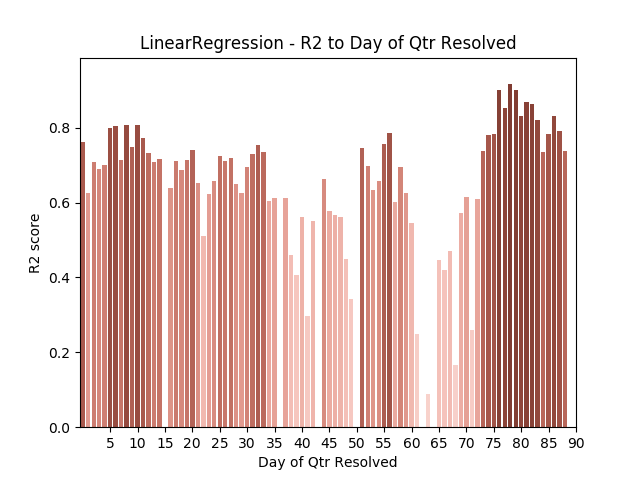 LinearRegression - R2 to Day of Qtr Resolved
R2 score
0.8
0.6
0.4
0.2
0.0
5 10 15 20 25 30 35 40 45 50 55 60 65 70 75 80 85 90
Day of Qtr Resolved